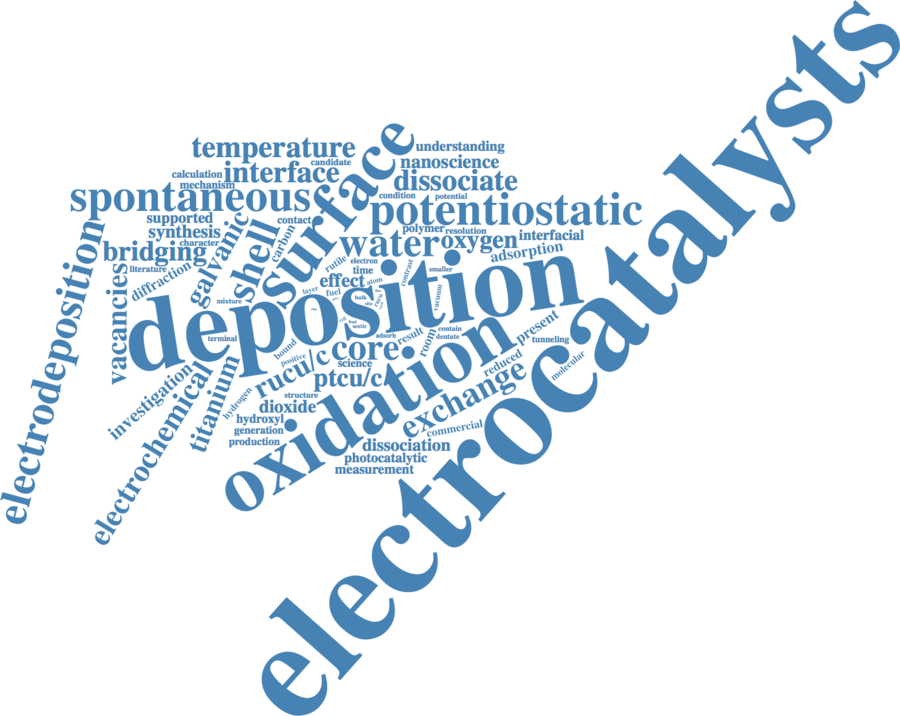 electrocatalysts
deposition
oxidation
surface
spontaneous
potentiostatic
electrodeposition
electrochemical
temperature
understanding
candidate
interface
nanoscience
calculation
mechanism
dissociate
condition
potential
supported
synthesis
character
contact
carbon
galvanic
shell
polymer
resolution
water
oxygen
interfacial
adsorption
bridging
literature
diffraction
vacancies
rutile
electron
time
effect
atom
contrast
smaller
vacuum
layer
fuel
bulk
mixture
acetic
adsorb
terminal
bound
positive
core
result
room
contain
dentate
present
tunneling
rucu/c
science
ptcu/c
reduced
molecular
exchange
investigation
titanium
hydrogen
structure
dioxide
hydroxyl
generation
production
commercial
dissociation
photocatalytic
measurement